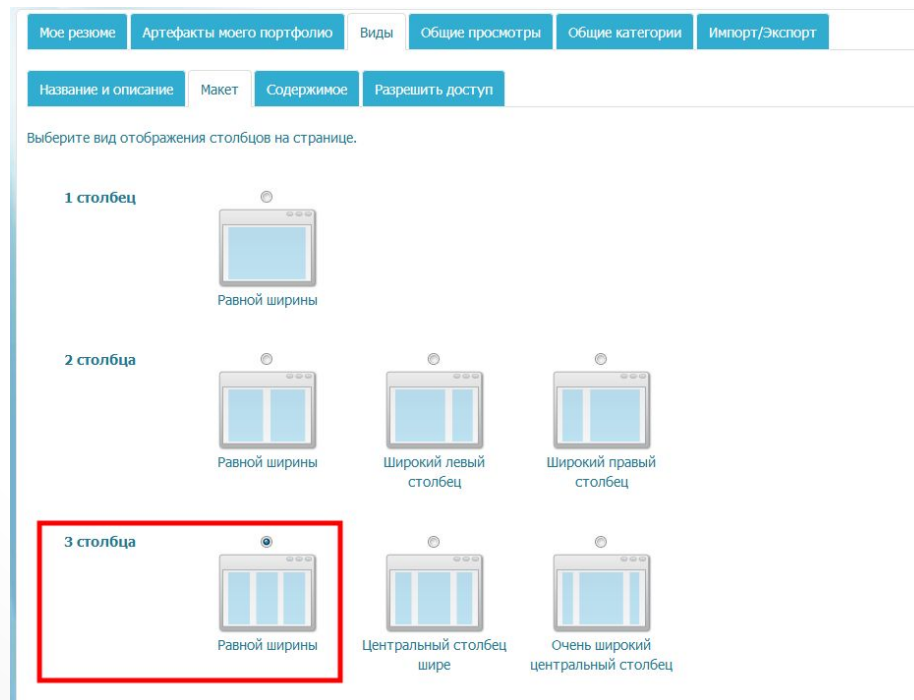 Мое резюме Артефакты моего портфолио Виды Общие просмотры Общие категории Импорт/Экспорт
Название и описание Макет Содержимое Разрешить доступ
Выберите вид отображения столбцов на странице.
1 столбец
Равной ширины
2 столбца
Равной ширины Широкий левый Широкий правый
столбец столбец
3 столбца
Равной ширины Центральный столбец Очень широкий
шире центральный столбец